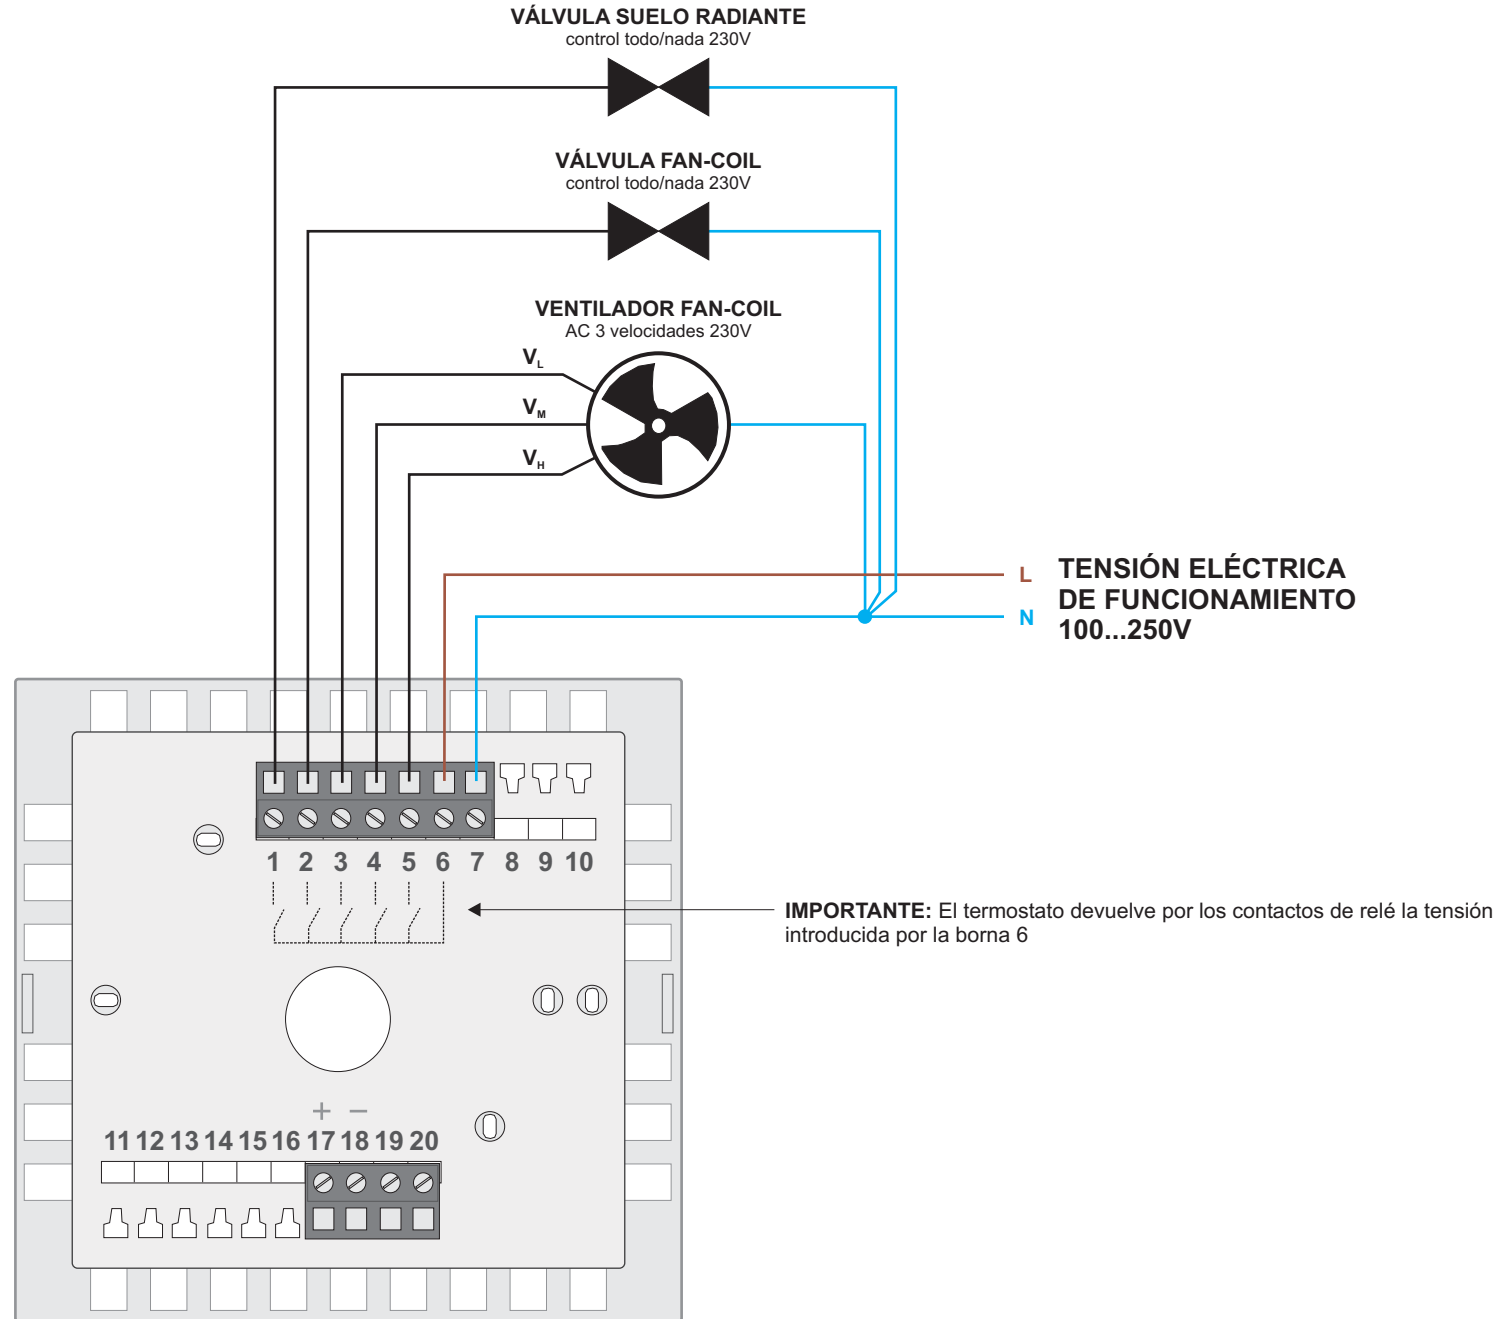 VÁLVULA SUELO RADIANTE
control todo/nada 230V
VÁLVULA FAN-COIL
control todo/nada 230V
VENTILADOR FAN-COIL
AC 3 velocidades 230V
VL
VM
VH
L
N
TENSIÓN ELÉCTRICA
DE FUNCIONAMIENTO
100...250V
1 2 3 4 5 6 7 8 9 10
IMPORTANTE: El termostato devuelve por los contactos de relé la tensión
introducida por la borna 6
+ −
11 12 13 14 15 16 17 18 19 20